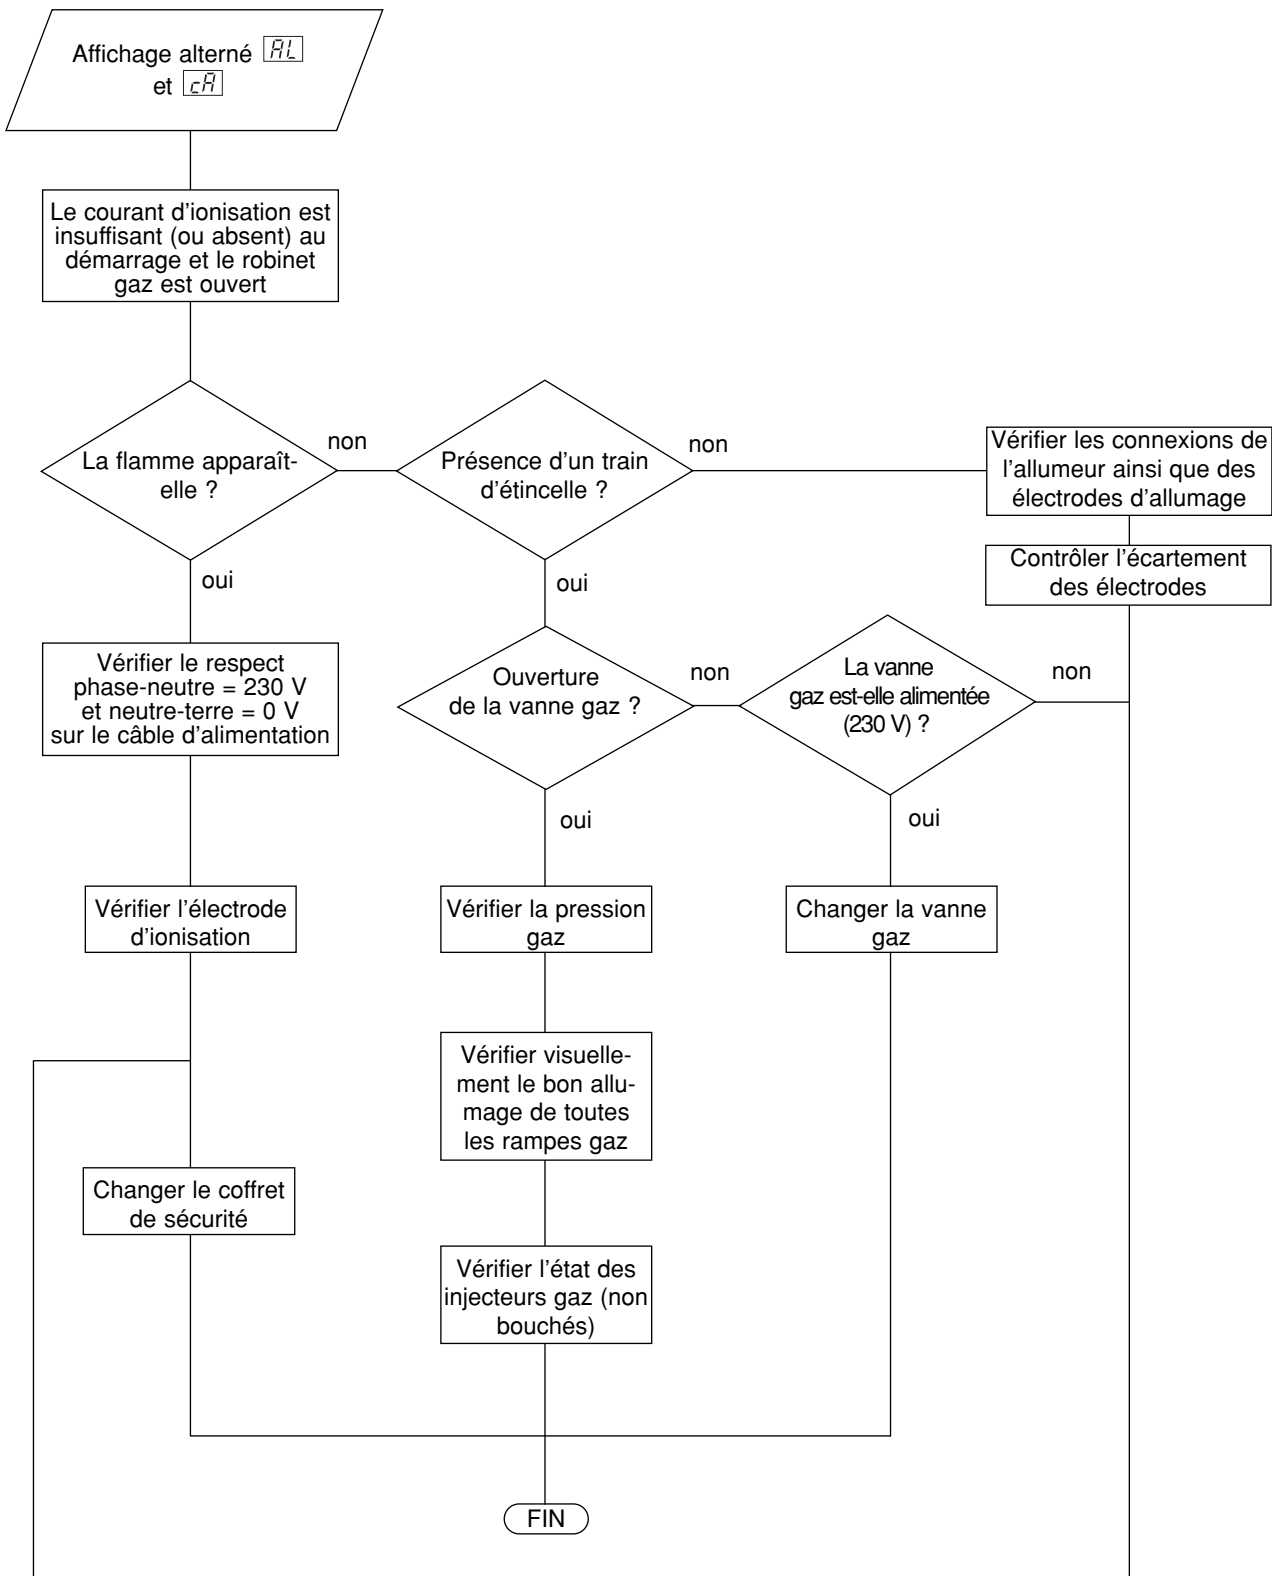 Affichage alterné AL
et cA
Le courant d'ionisation est
insuffisant (ou absent) au
démarrage et le robinet
gaz est ouvert
La flamme apparaît-
elle ?
non
oui
Présence d'un train
d'étincelle ?
non
oui
Vérifier les connexions de
l'allumeur ainsi que des
électrodes d'allumage
Contrôler l'écartement
des électrodes
Vérifier le respect
phase-neutre = 230 V
et neutre-terre = 0 V
sur le câble d'alimentation
Ouverture
de la vanne gaz ?
non
oui
La vanne
gaz est-elle alimentée
(230 V) ?
non
oui
Vérifier l'électrode
d'ionisation
Vérifier la pression
gaz
Changer la vanne
gaz
Vérifier visuelle-
ment le bon allu-
mage de toutes
les rampes gaz
Changer le coffret
de sécurité
Vérifier l'état des
injecteurs gaz (non
bouchés)
FIN